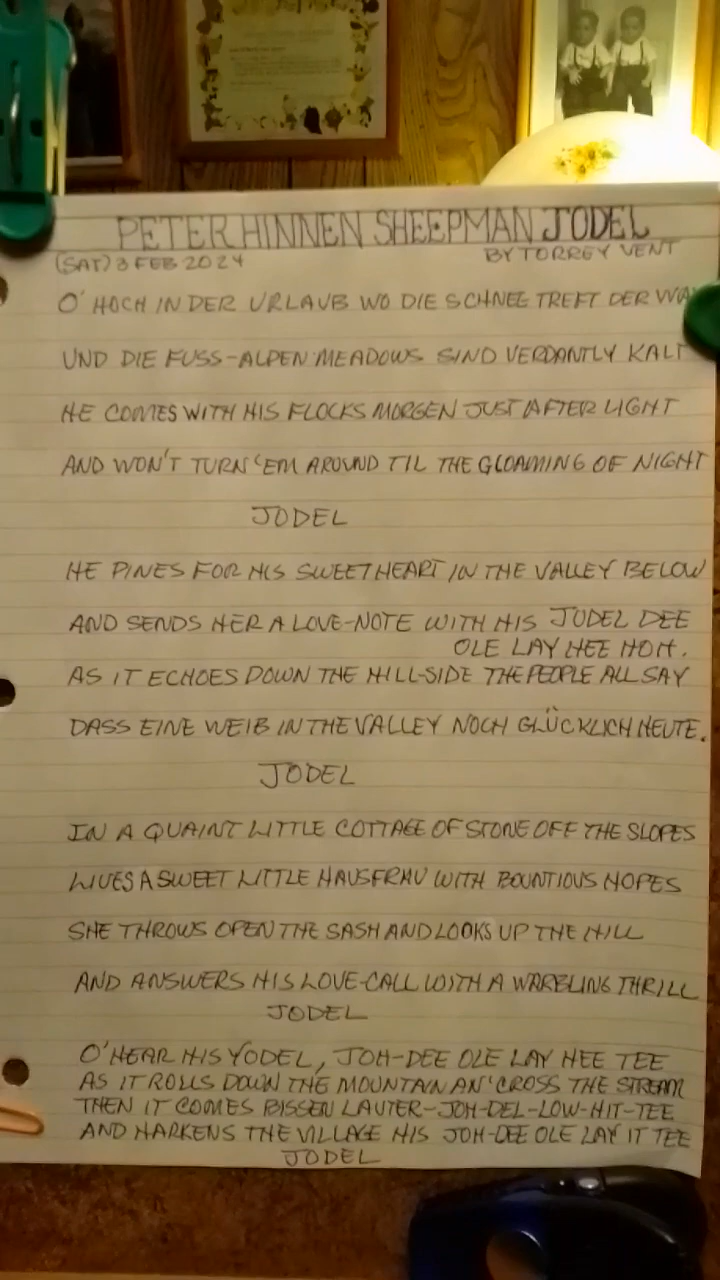 PETER HINNEN SHEEPMAN JODEL
(SAT) 3 FEB 2024 BY TORREY VENT
O' HOCH IN DER URLAUB WO DIE SCHNEE TREFT DER
UND DIE FUSS-ALPEN MEADOWS SIND VERDANTLY KALT
HE COMES WITH HIS FLOCKS MORGEN JUST AFTER LIGHT
AND WON'T TURN 'EM AROUND TIL THE GLOAMING OF NIGHT
JODEL
HE PINES FOR HIS SWEETHEART IN THE VALLEY BELOW
AND SENDS HER A LOVE-NOTE WITH HIS JODEL DEE
OLE LAY HEE HOH.
AS IT ECHOES DOWN THE HILL-SIDE THE PEOPLE ALL SAY
DASS EINE WEIB IN THE VALLEY NOCH GLÜCKLICH HEUTE.
JODEL
IN A QUAINT LITTLE COTTAGE OF STONE OFF THE SLOPES
LIVES A SWEET LITTLE HAUSFRAU WITH BOUNTIOUS HOPES
SHE THROWS OPEN THE SASH AND LOOKS UP THE HILL
AND ANSWERS HIS LOVE-CALL WITH A WARBLING THRILL
JODEL
O' HEAR HIS YODEL, JOH-DEE OLE LAY HEE TEE
AS IT ROLLS DOWN THE MOUNTAIN AN' CROSS THE STREAM
THEN IT COMES BISSEN LAUTER-JOH-DEL-LOW-HIT-TEE
AND HARKENS THE VILLAGE HIS JOH-DEE OLE LAY IT TEE
JODEL